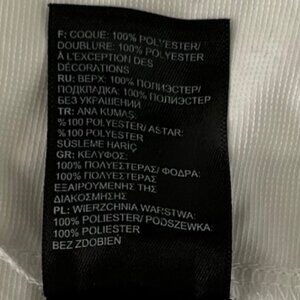 F: COQUE: 100% POLYESTER/
DOUBLURE: 100% POLYESTER/
À L'EXCEPTION DES
DÉCORATIONS
RU: ВЕРХ: 100% ПОЛИЭСТЕР/
ПОДКЛАДКА: 100% ПОЛИЭСТЕР/
БЕЗ УКРАШЕНИЙ
TR: ANA KUMAŞ:
%100 POLYESTER/ ASTAR:
%100 POLYESTER/
SÜSLEME HARİÇ
GR: ΚΕΛΥΦΟΣ:
100% ΠΟΛΥΕΣΤΕΡΑΣ/ ΦΟΔΡΑ:
100% ΠΟΛΥΕΣΤΕΡΑΣ/
ΕΞΑΙΡΟΥΜΕΝΗΣ ΤΗΣ
ΔΙΑΚΟΣΜΗΣΗΣ
PL: WIERZCHNIA WARSTWA:
100% POLIESTER/ PODSZEWKA:
100% POLIESTER/
BEZ ZDOBIEŃ